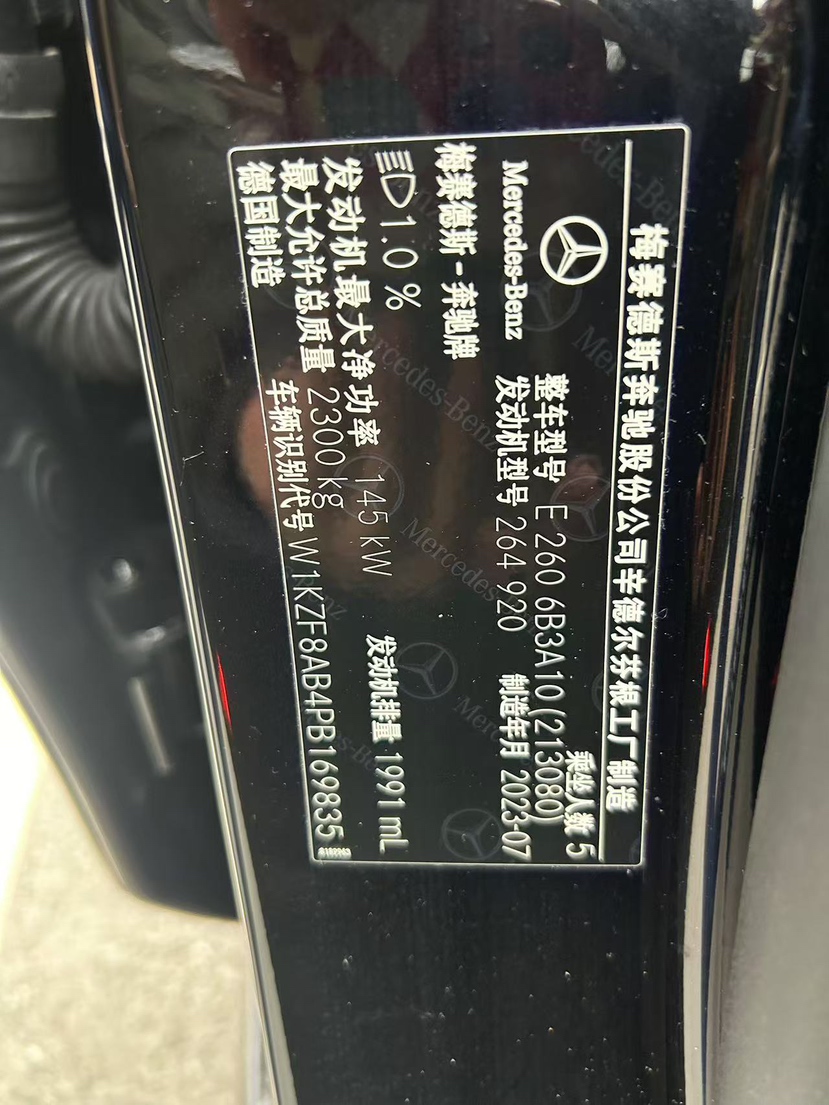 梅赛德斯奔驰股份公司辛德尔芬根工厂制造
乘坐人数 5
整车型号 E 260 6B3A10 (213080)
Mercedes-Benz 发动机型号 264 920 制造年月 2023-07
梅赛德斯-奔驰牌
1.0 %
发动机最大净功率 145 kW 发动机排量 1991 mL
最大允许总质量 2300 kg
德国制造 车辆识别代号 W1KZF8AB4PB169835